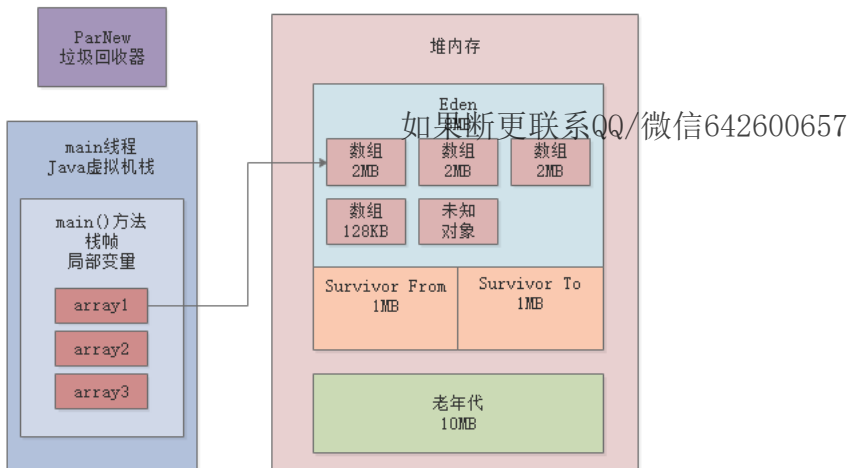 ParNew
垃圾回收器
堆内存
Eden
如果断更联系QQ/微信642600657
main线程
Java虚拟机栈
数组
2MB
数组
2MB
数组
2MB
main()方法
栈帧
局部变量
数组
128KB
未知
对象
Survivor From
1MB
Survivor To
1MB
array1
array2
array3
老年代
10MB